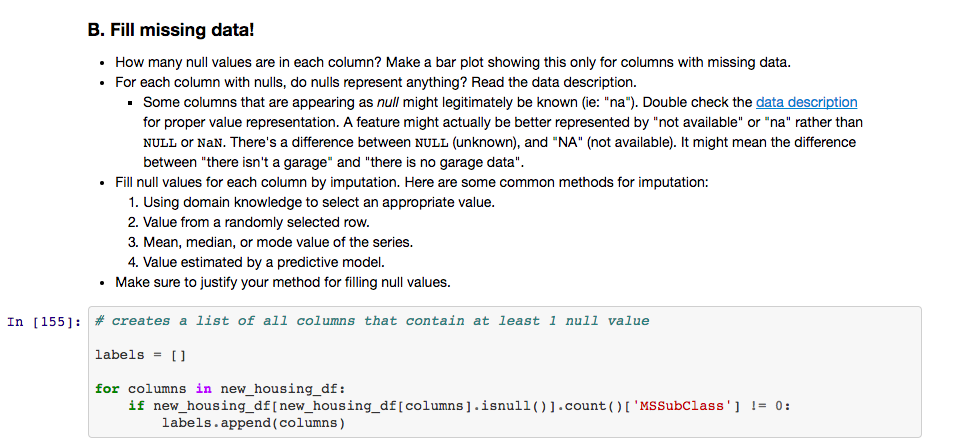 B. Fill missing data!
• How many null values are in each column? Make a bar plot showing this only for columns with missing data.
• For each column with nulls, do nulls represent anything? Read the data description.
▪ Some columns that are appearing as null might legitimately be known (ie: "na"). Double check the data description
for proper value representation. A feature might actually be better represented by "not available" or "na" rather than
NULL or NaN. There's a difference between NULL (unknown), and "NA" (not available). It might mean the difference
between "there isn't a garage" and "there is no garage data".
• Fill null values for each column by imputation. Here are some common methods for imputation:
1. Using domain knowledge to select an appropriate value.
2. Value from a randomly selected row.
3. Mean, median, or mode value of the series.
4. Value estimated by a predictive model.
• Make sure to justify your method for filling null values.
In [155]: # creates a list of all columns that contain at least 1 null value
labels = []
for columns in new_housing_df:
    if new_housing_df[new_housing_df[columns].isnull()].count()['MSSubClass'] != 0:
        labels.append(columns)